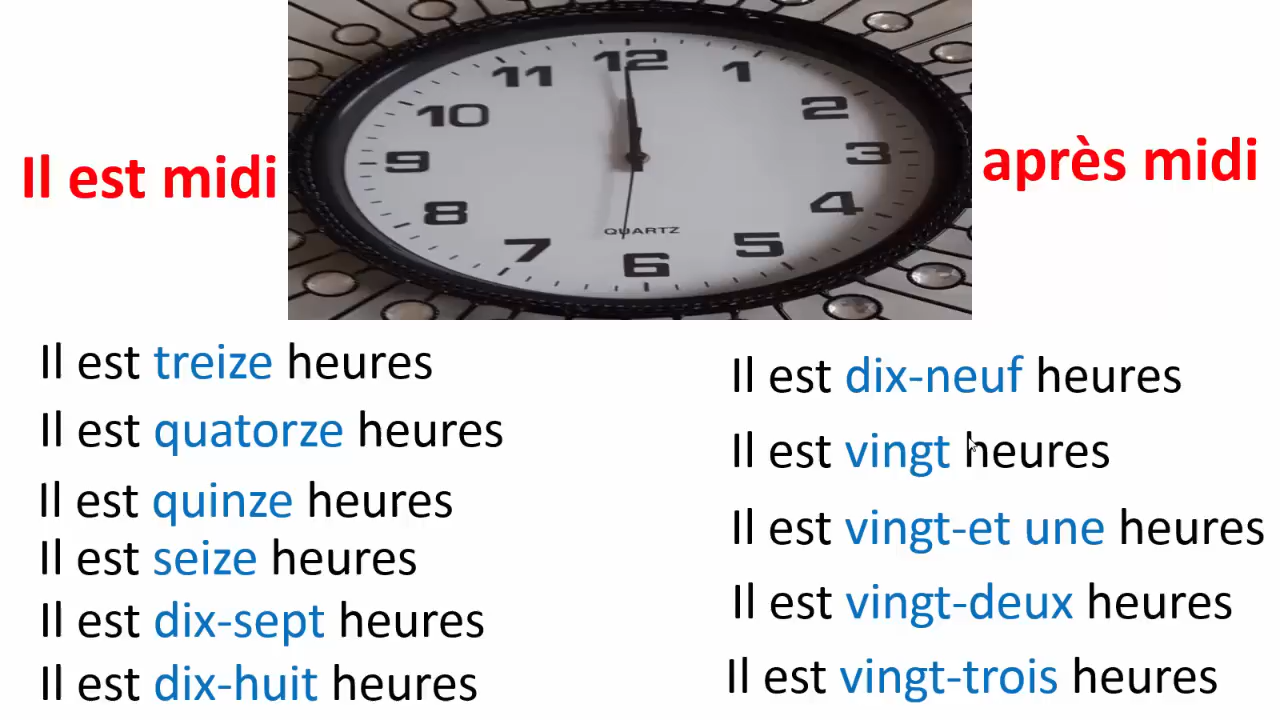 Il est midi
après midi
12
11
1
10
2
9
3
8
4
7
5
6
QUARTZ
Il est treize heures
Il est quatorze heures
Il est quinze heures
Il est seize heures
Il est dix-sept heures
Il est dix-huit heures
Il est dix-neuf heures
Il est vingt heures
Il est vingt-et une heures
Il est vingt-deux heures
Il est vingt-trois heures